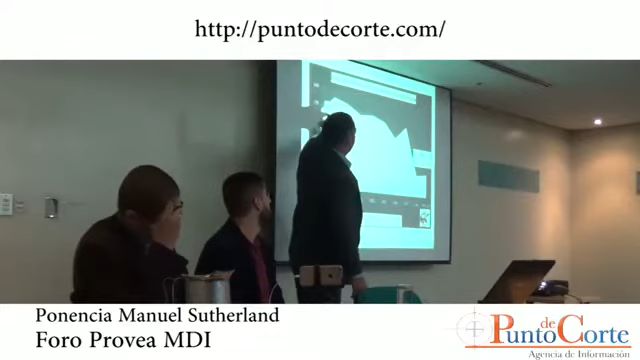 http://puntodecorte.com/
Ponencia Manuel Sutherland
Foro Provea MDI
Punto de Corte
Agencia de Información